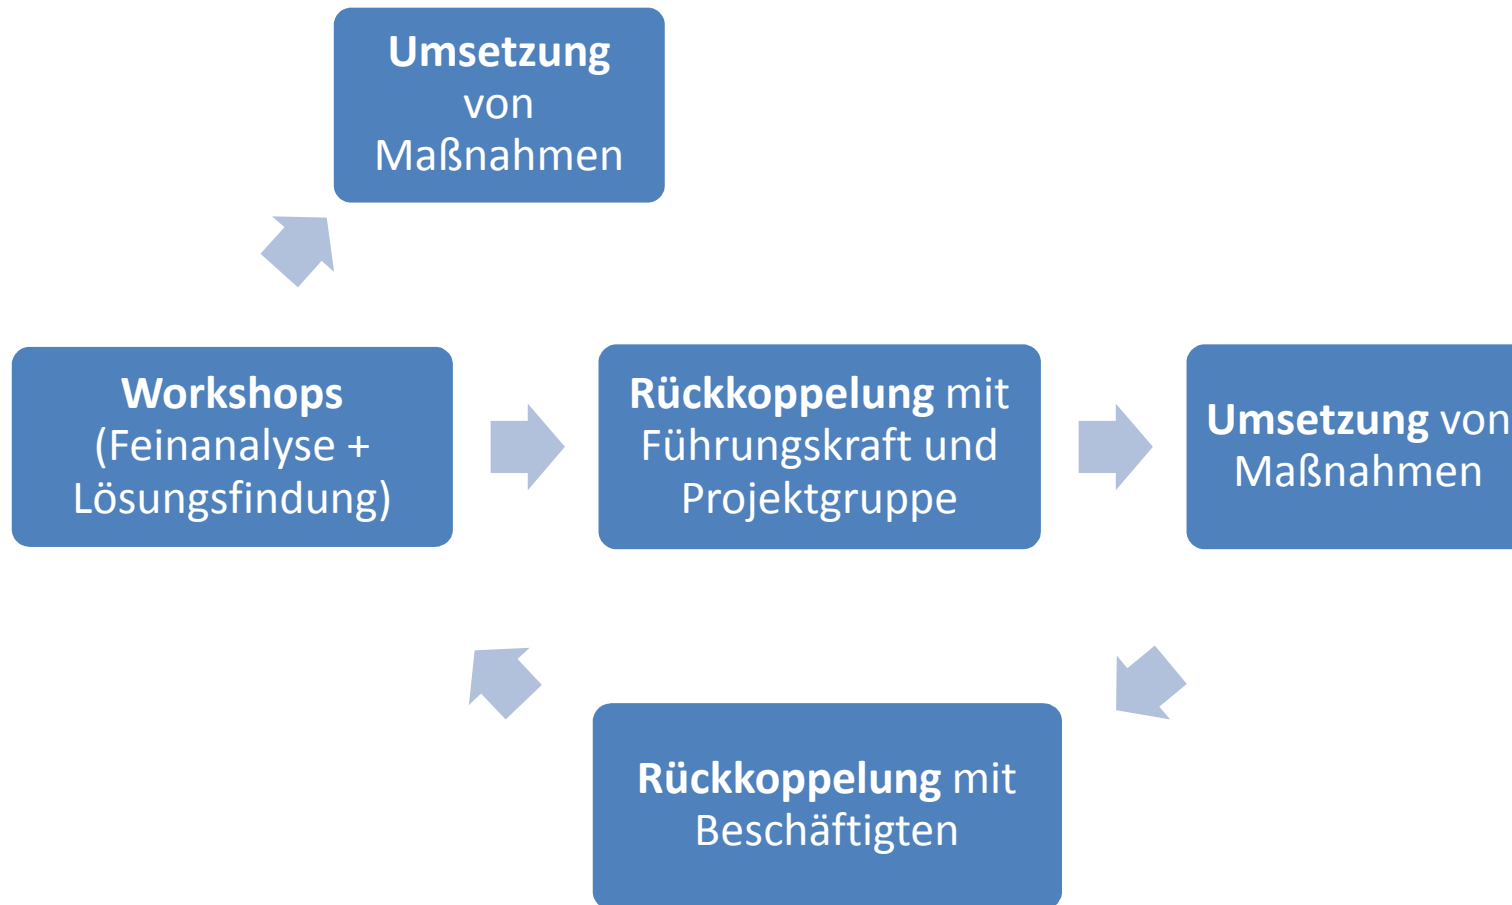 Umsetzung
von
Maßnahmen
Workshops
(Feinanalyse +
Lösungsfindung)
Rückkoppelung mit
Führungskraft und
Projektgruppe
Umsetzung von
Maßnahmen
Rückkoppelung mit
Beschäftigten